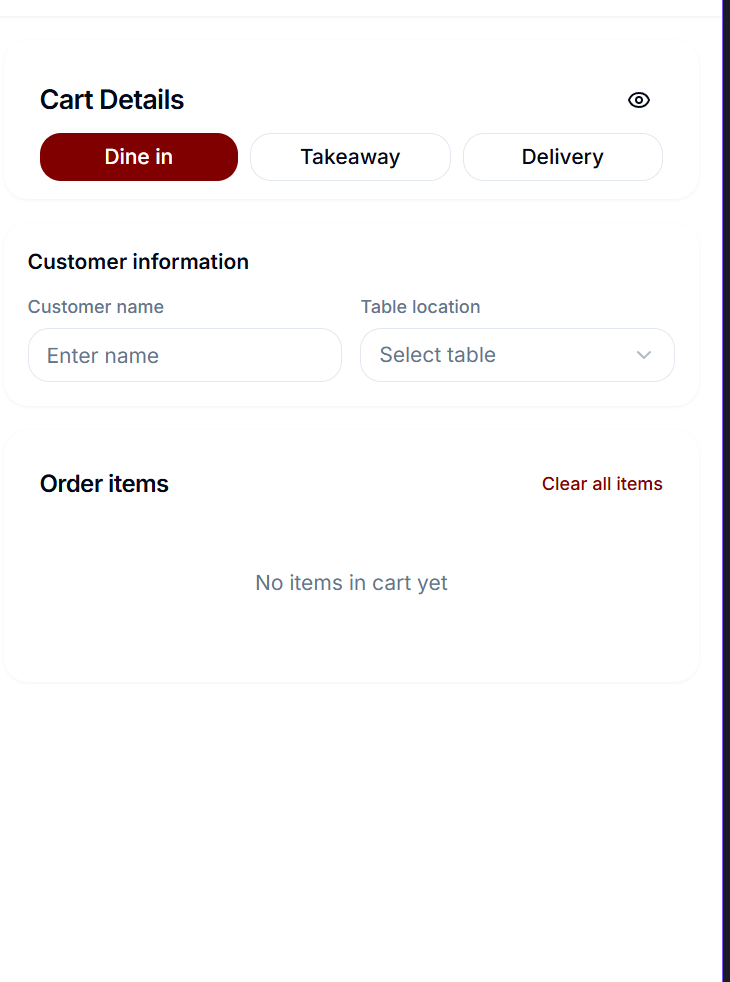 Cart Details
Dine in Takeaway Delivery
Customer information
Customer name Table location
Enter name Select table
Order items Clear all items
No items in cart yet